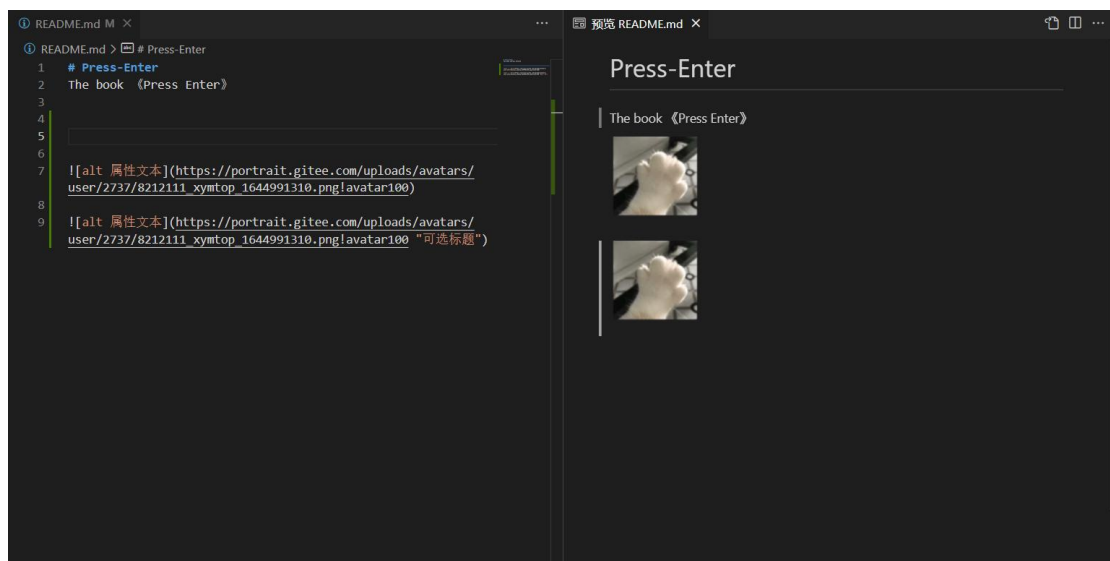 README.md M
README.md > # Press-Enter
1 # Press-Enter
2 The book 《Press Enter》
3
4
5
6
7 ![alt 属性文本](https://portrait.gitee.com/uploads/avatars/
user/2737/8212111_xymtop_1644991310.png!avatar100)
8
9 ![alt 属性文本](https://portrait.gitee.com/uploads/avatars/
user/2737/8212111_xymtop_1644991310.png!avatar100 "可选标题")
预览 README.md
Press-Enter
The book 《Press Enter》